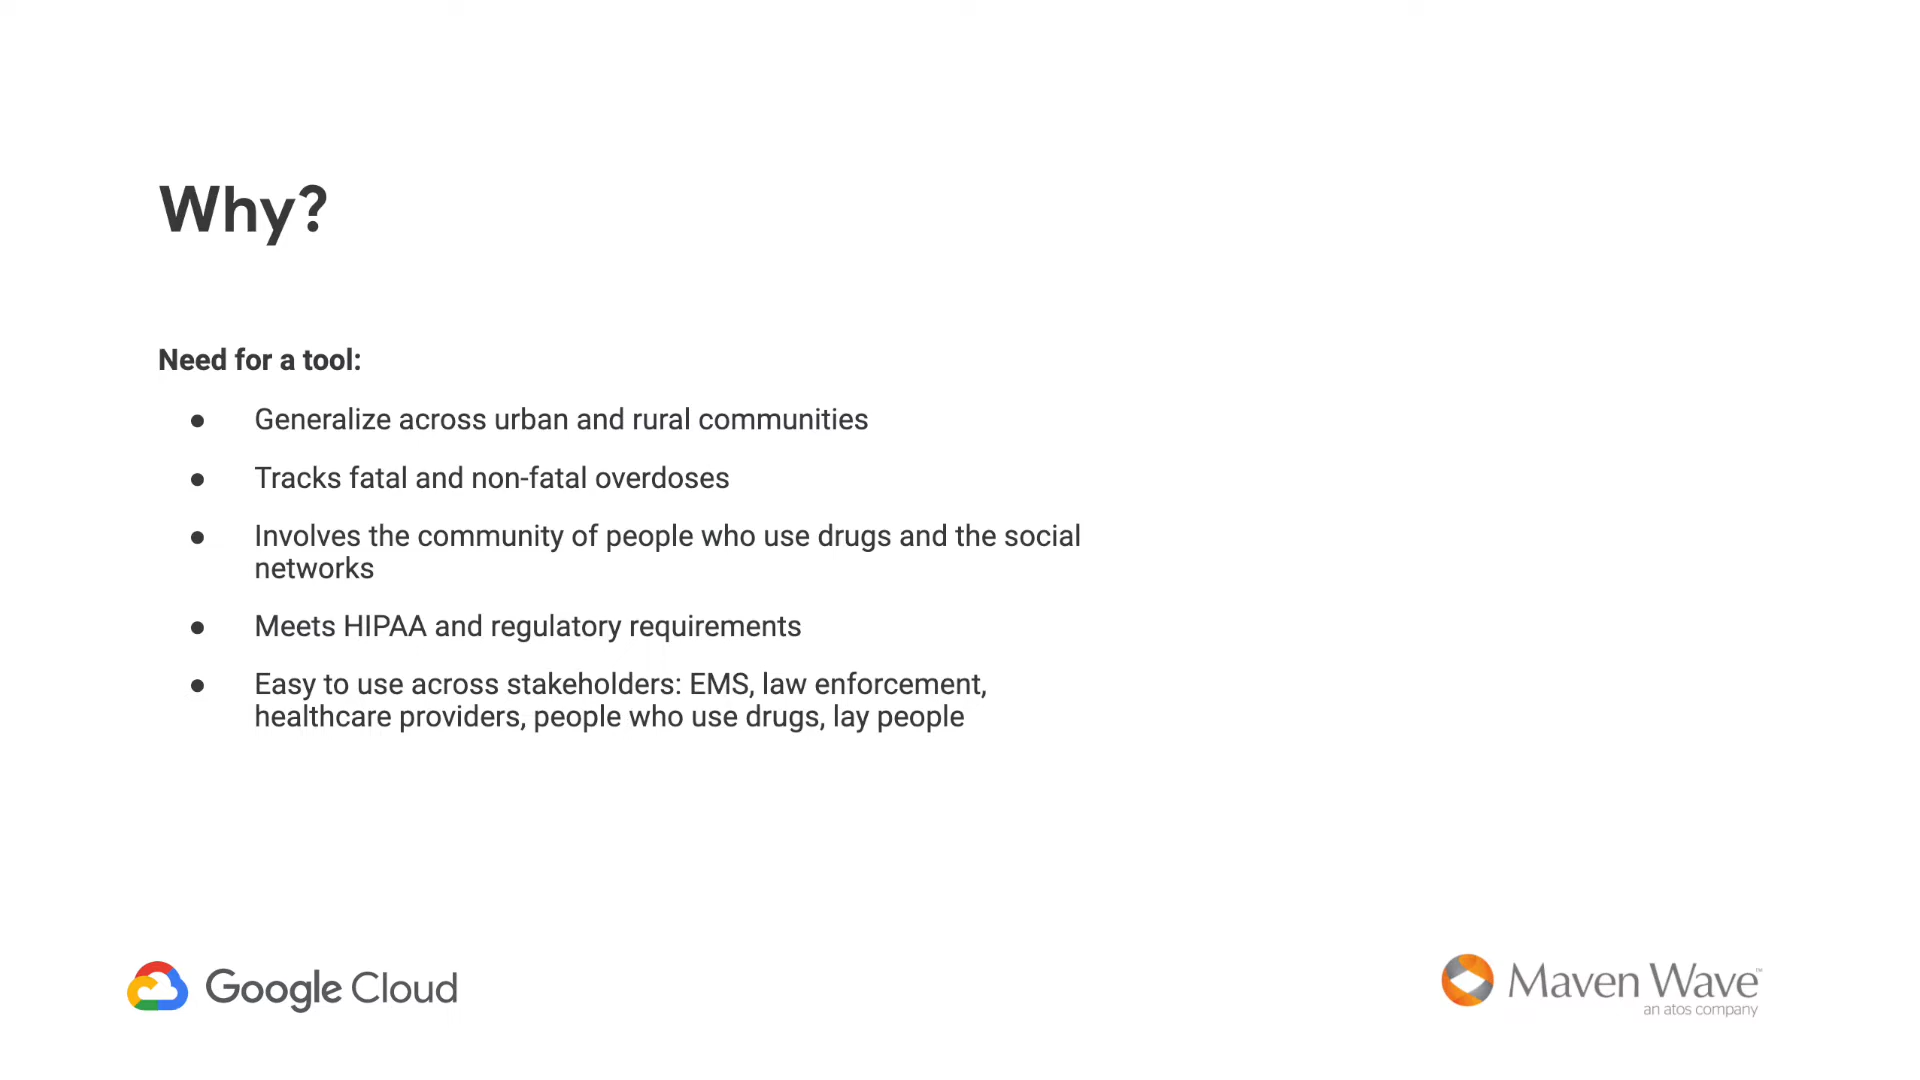 Why?
Need for a tool:
● Generalize across urban and rural communities
● Tracks fatal and non-fatal overdoses
● Involves the community of people who use drugs and the social
networks
● Meets HIPAA and regulatory requirements
● Easy to use across stakeholders: EMS, law enforcement,
healthcare providers, people who use drugs, lay people
Google Cloud
Maven Wave™
an atos company